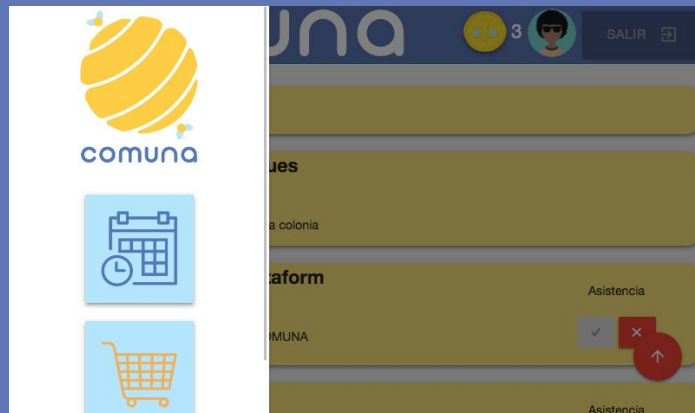 comuna
una
3
SALIR
ues
a colonia
taform
Asistencia
OMUNA
Asistencia